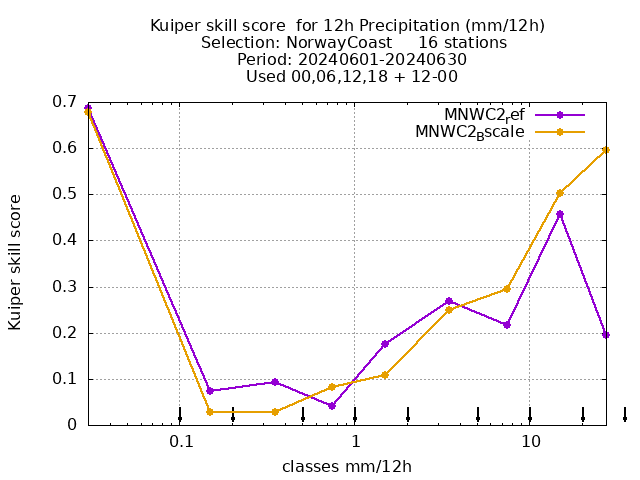 Kuiper skill score  for 12h Precipitation (mm/12h)
Selection: NorwayCoast     16 stations
Period: 20240601-20240630
Used 00,06,12,18 + 12-00
MNWC2ref
MNWC2Bscale
0.7
0.6
0.5
0.4
0.3
0.2
0.1
0
Kuiper skill score
0.1 1 10
classes mm/12h